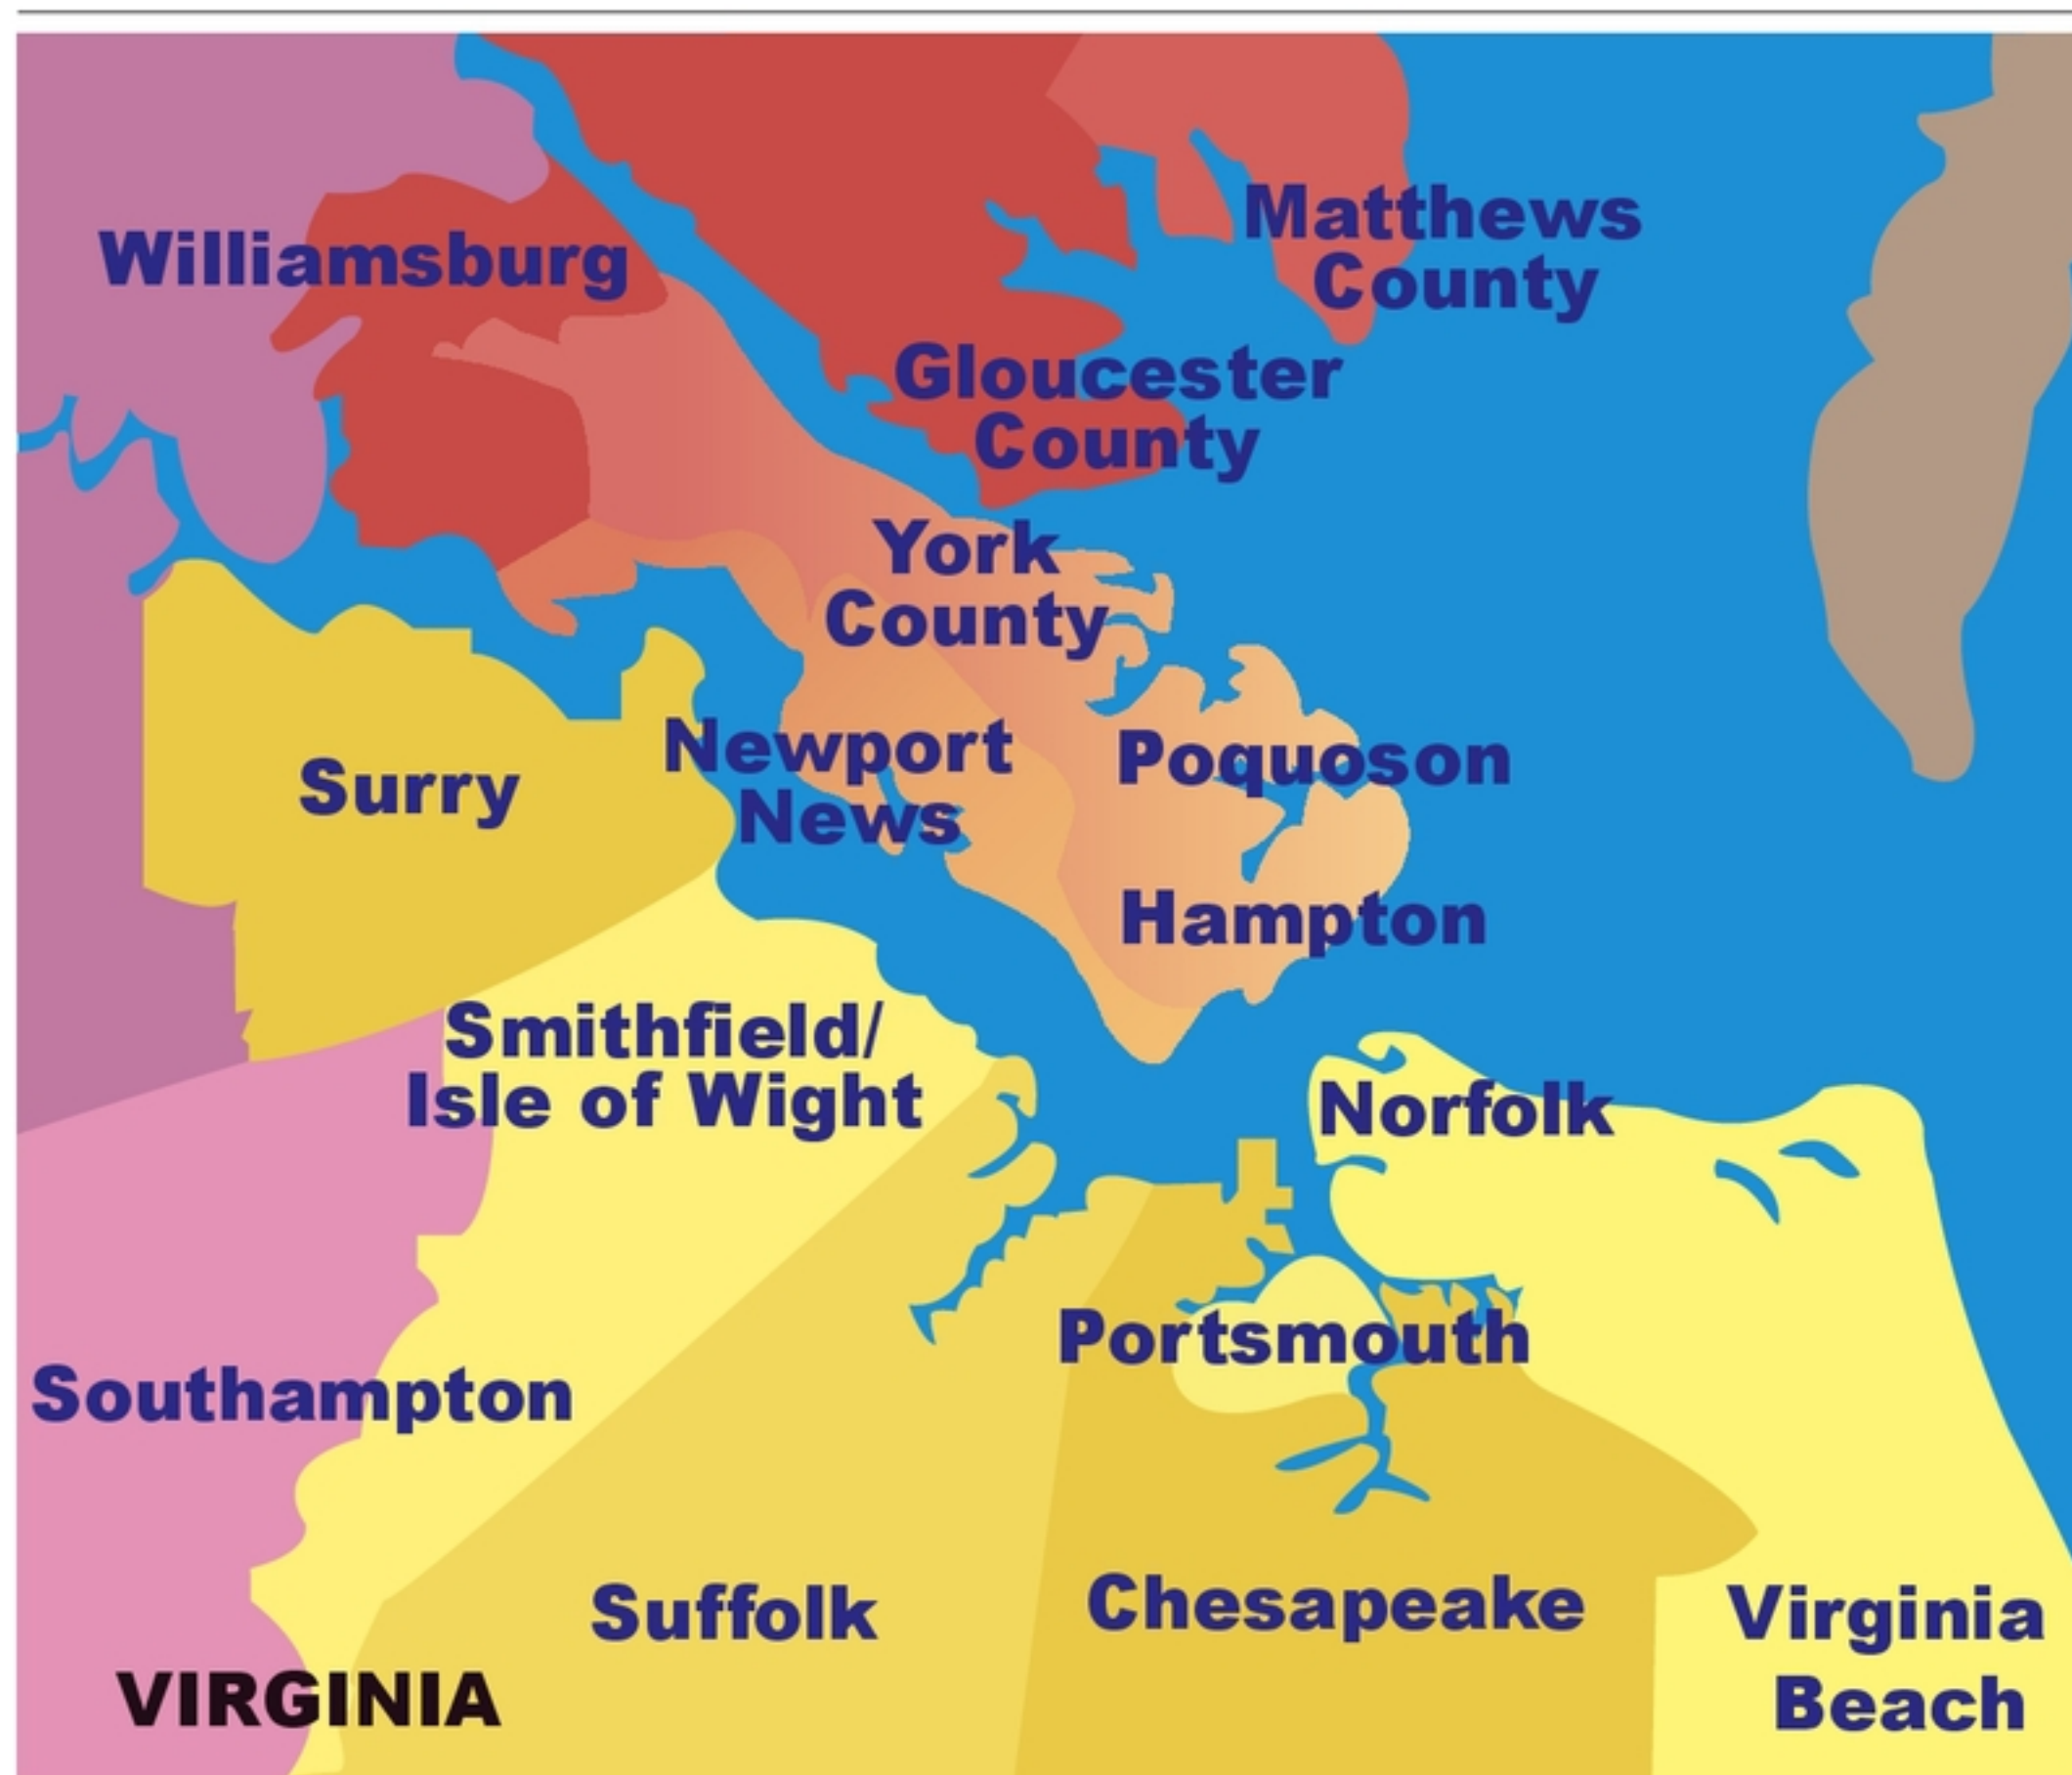 Williamsburg
Matthews
County
Gloucester
County
York
County
Newport
News
Surry
Poquoson
Hampton
Smithfield/
Isle of Wight
Norfolk
Portsmouth
Southampton
Suffolk
Chesapeake
Virginia
Beach
VIRGINIA